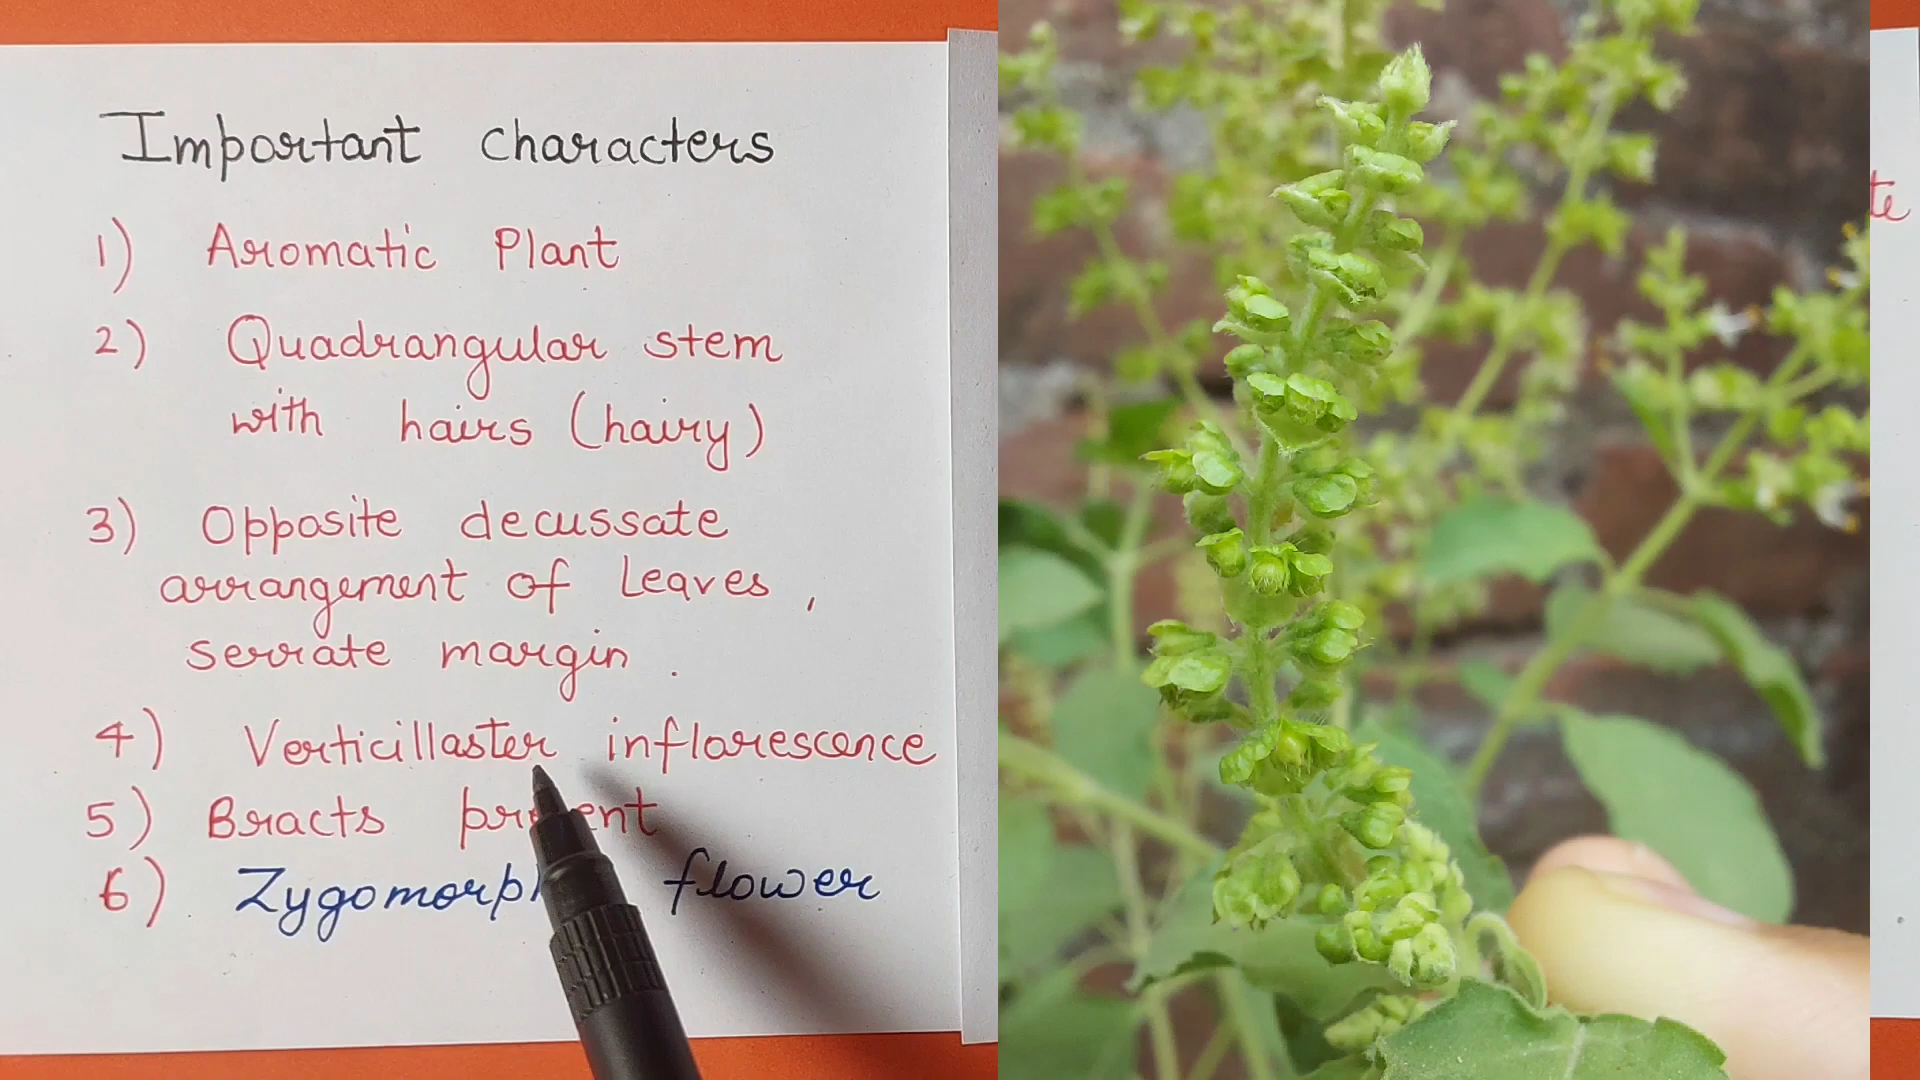 Important characters
1) Aromatic Plant
2) Quadrangular stem
with hairs (hairy)
3) Opposite decussate
arrangement of Leaves,
serrate margin.
4) Verticillaster inflorescence
5) Bracts
6) flower
te